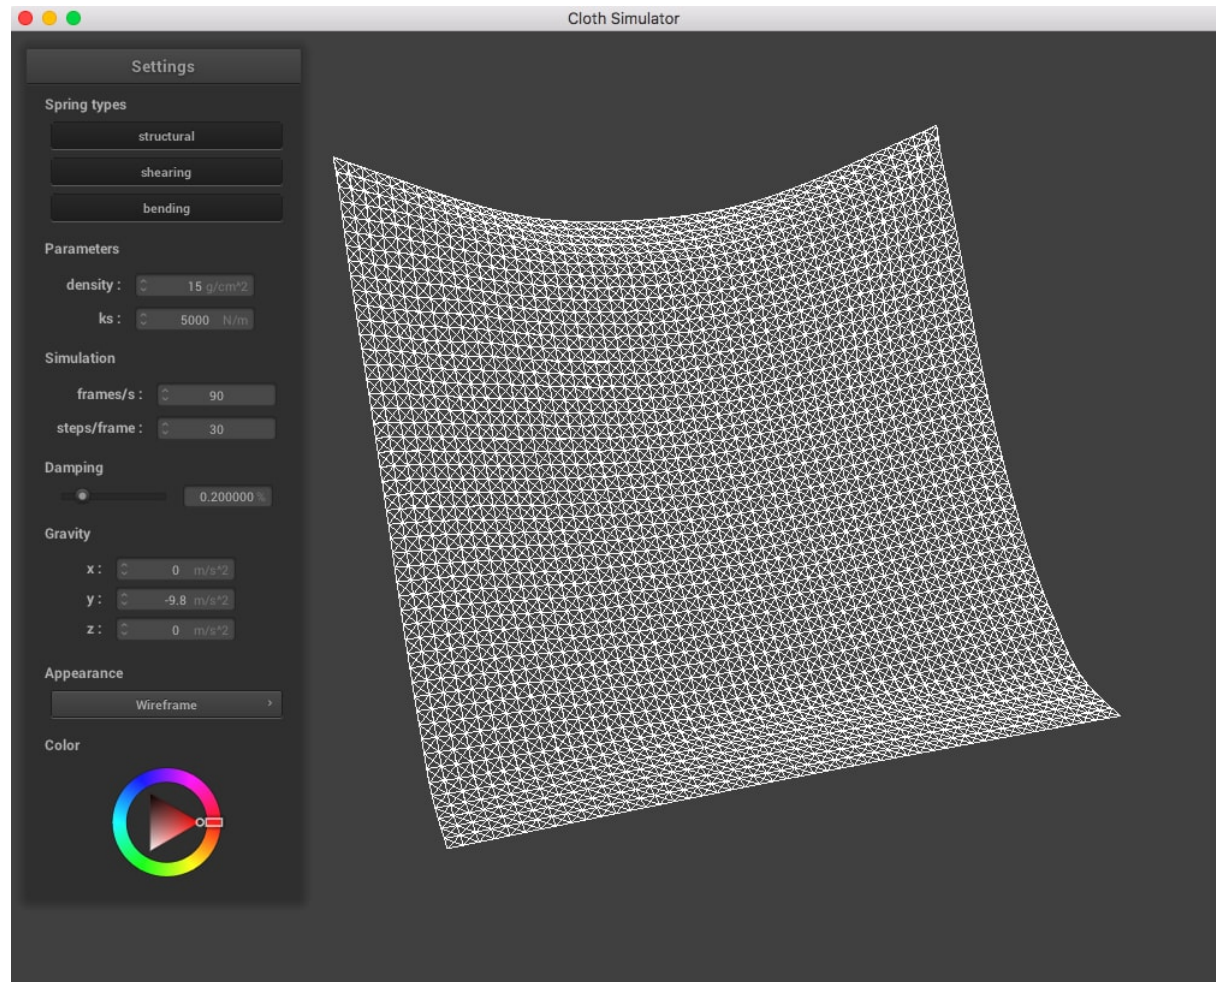 Cloth Simulator
Settings
Spring types
structural
shearing
bending
Parameters
density : 15 g/cm^2
ks : 5000 N/m
Simulation
frames/s : 90
steps/frame : 30
Damping
0.200000 %
Gravity
x : 0 m/s^2
y : -9.8 m/s^2
z : 0 m/s^2
Appearance
Wireframe
Color